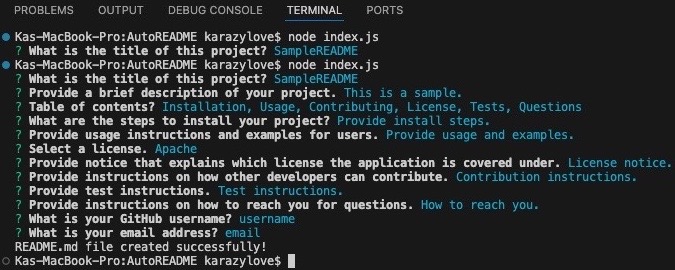 PROBLEMS OUTPUT DEBUG CONSOLE TERMINAL PORTS
Kas-MacBook-Pro:AutoREADME karazylove$ node index.js
? What is the title of this project? SampleREADME
Kas-MacBook-Pro:AutoREADME karazylove$ node index.js
? What is the title of this project? SampleREADME
? Provide a brief description of your project. This is a sample.
? Table of contents? Installation, Usage, Contributing, License, Tests, Questions
? What are the steps to install your project? Provide install steps.
? Provide usage instructions and examples for users. Provide usage and examples.
? Select a license. Apache
? Provide notice that explains which license the application is covered under. License notice.
? Provide instructions on how other developers can contribute. Contribution instructions.
? Provide test instructions. Test instructions.
? Provide instructions on how to reach you for questions. How to reach you.
? What is your GitHub username? username
? What is your email address? email
README.md file created successfully!
Kas-MacBook-Pro:AutoREADME karazylove$